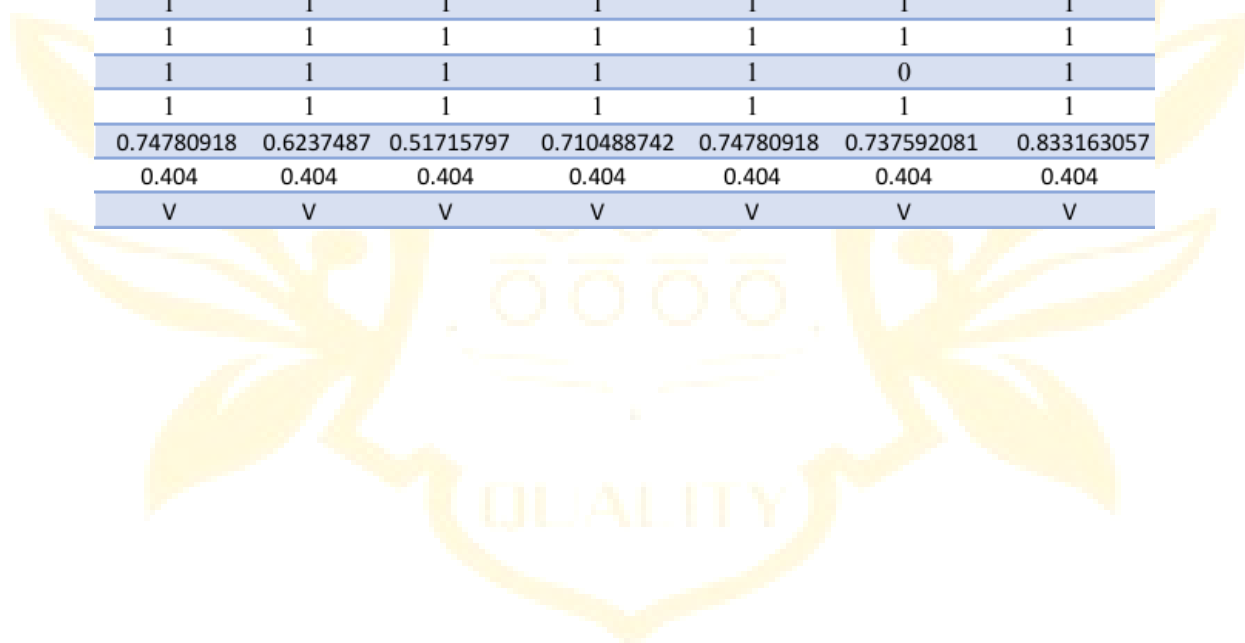 1 1 1 1 1 1 1
1 1 1 1 1 1 1
1 1 1 1 1 0 1
1 1 1 1 1 1 1
0.74780918 0.6237487 0.51715797 0.710488742 0.74780918 0.737592081 0.833163057
0.404 0.404 0.404 0.404 0.404 0.404 0.404
V V V V V V V
QUALITY